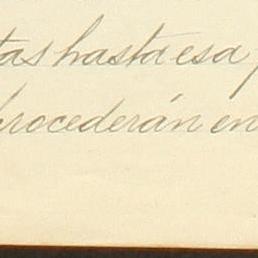 tas hasta esa
procederán en